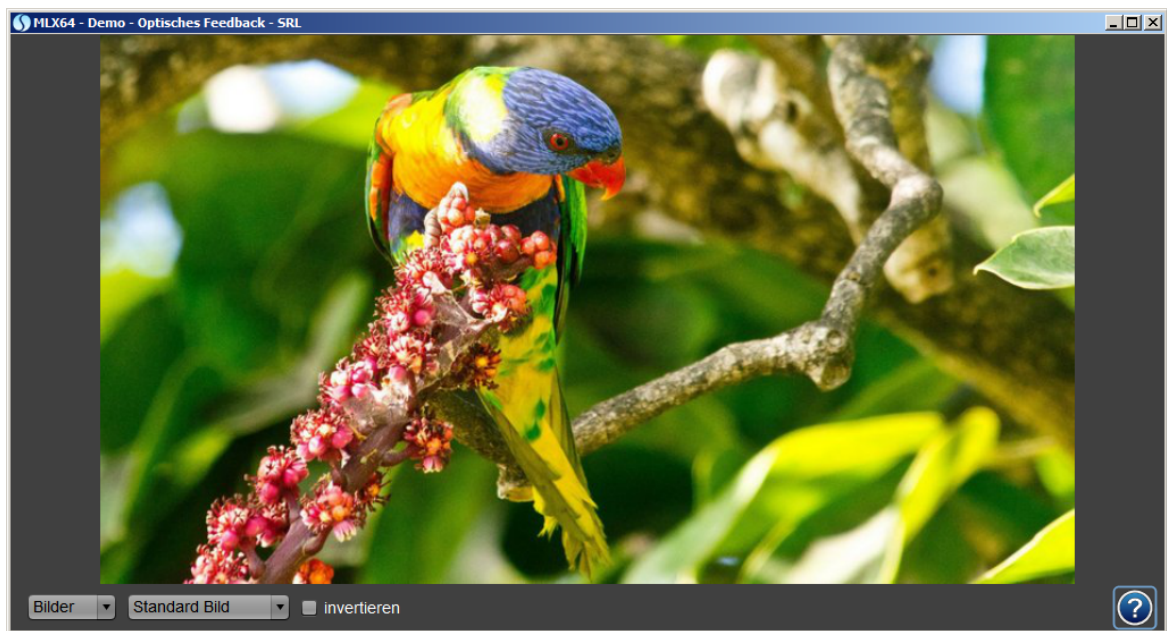 MLX64 - Demo - Optisches Feedback - SRL
Bilder Standard Bild invertieren
?